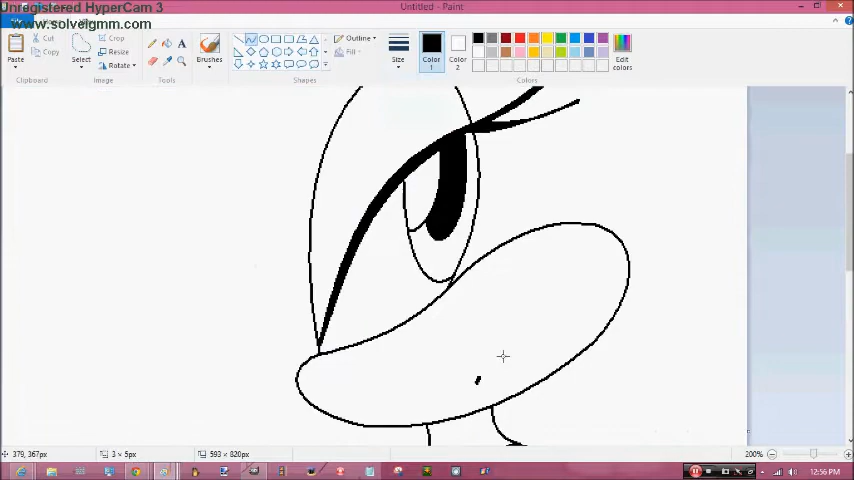 Unregistered HyperCam 3
Untitled - Paint
www.solveigmm.com
Paste
Cut
Copy
Clipboard
Select
Crop
Resize
Rotate
Image
Tools
Brushes
Shapes
Outline
Fill
Size
Color 1
Color 2
Edit colors
Colors
379, 367px
3 × 5px
593 × 820px
200%
12:56 PM